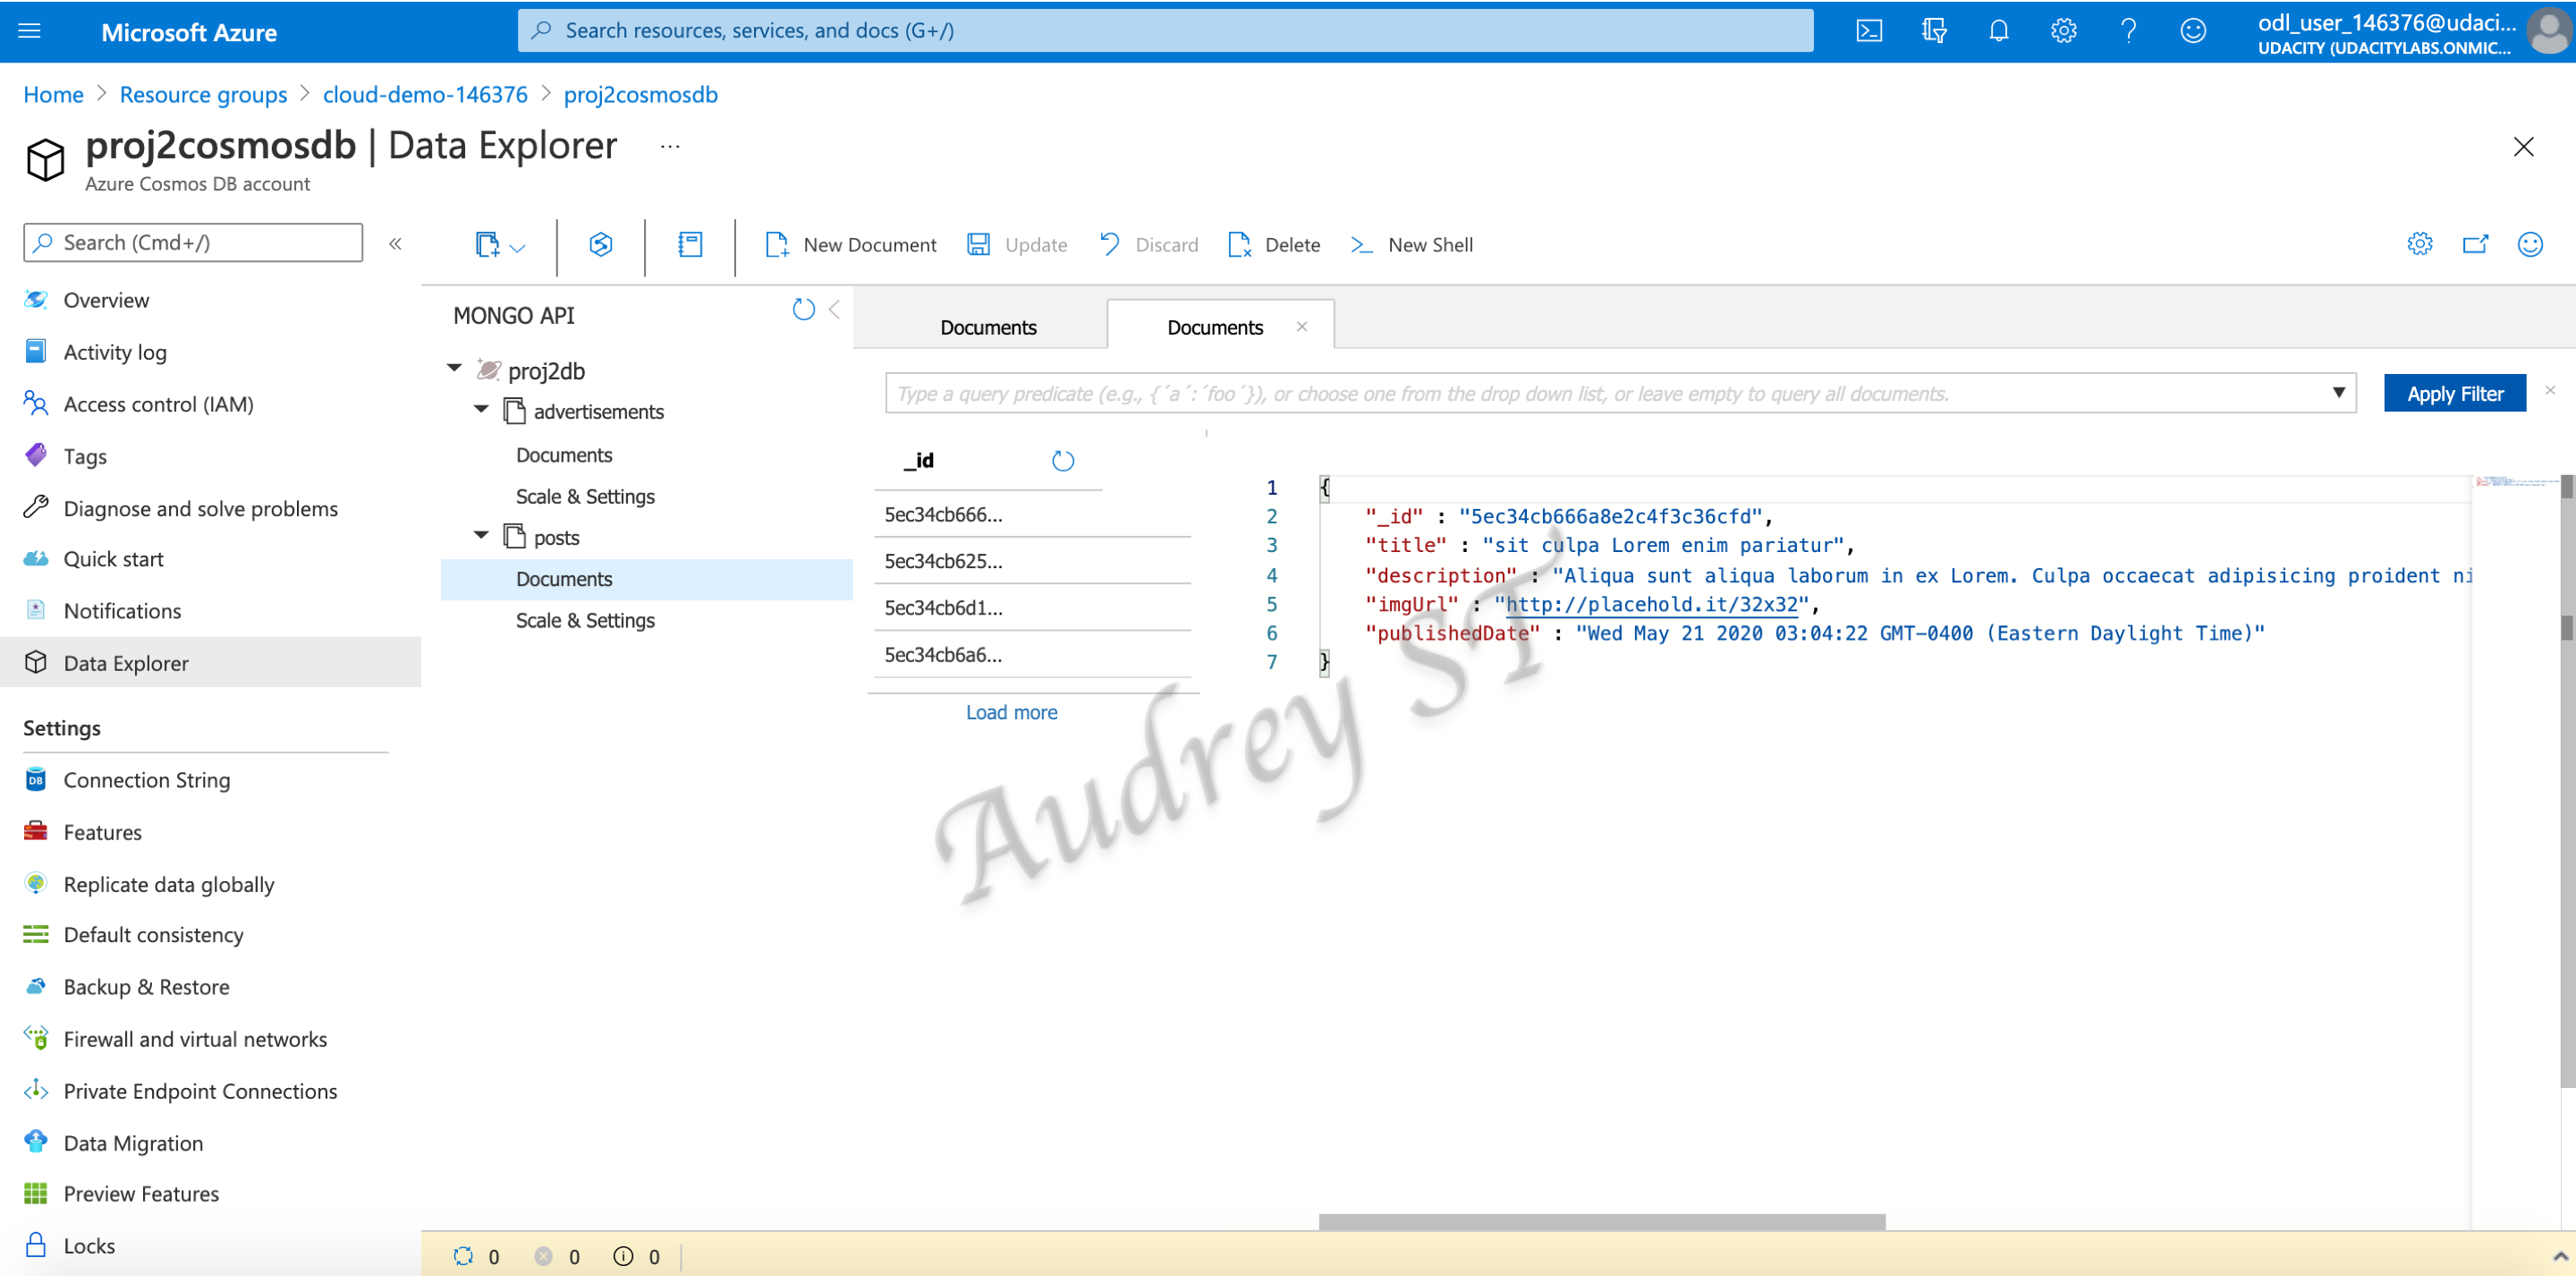 Microsoft Azure
Search resources, services, and docs (G+/)
odl_user_146376@udaci...
UDACITY (UDACITYLABS.ONMIC...
Home > Resource groups > cloud-demo-146376 > proj2cosmosdb
proj2cosmosdb | Data Explorer ...
Azure Cosmos DB account
Search (Cmd+/)
«
New Document
Update
Discard
Delete
New Shell
Overview
Activity log
Access control (IAM)
Tags
Diagnose and solve problems
Quick start
Notifications
Data Explorer
Settings
Connection String
Features
Replicate data globally
Default consistency
Backup & Restore
Firewall and virtual networks
Private Endpoint Connections
Data Migration
Preview Features
Locks
MONGO API
proj2db
advertisements
Documents
Scale & Settings
posts
Documents
Scale & Settings
Documents
Documents
Type a query predicate (e.g., {´a´:´foo´}), or choose one from the drop down list, or leave empty to query all documents.
Apply Filter
_id
5ec34cb666...
5ec34cb625...
5ec34cb6d1...
5ec34cb6a6...
Load more
1 {
2 "_id" : "5ec34cb666a8e2c4f3c36cfd",
3 "title" : "sit culpa Lorem enim pariatur",
4 "description" : "Aliqua sunt aliqua laborum in ex Lorem. Culpa occaecat adipisicing proident ni
5 "imgUrl" : "http://placehold.it/32x32",
6 "publishedDate" : "Wed May 21 2020 03:04:22 GMT-0400 (Eastern Daylight Time)"
7 }
Audrey ST
0 0 0